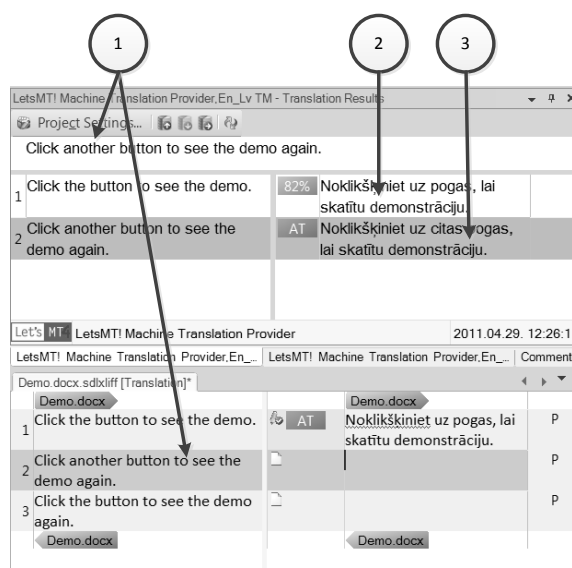 1
2
3
LetsMT! Machine Translation Provider,En_Lv TM - Translation Results
Project Settings...
Click another button to see the demo again.
1 Click the button to see the demo. 82% Noklikšķiniet uz pogas, lai
skatītu demonstrāciju.
2 Click another button to see the AT Noklikšķiniet uz citas pogas,
demo again. lai skatītu demonstrāciju.
Let's MT LetsMT! Machine Translation Provider 2011.04.29. 12:26:1
LetsMT! Machine Translation Provider,En_... LetsMT! Machine Translation Provider,En_... Comment
Demo.docx.sdlxliff [Translation]*
Demo.docx Demo.docx
1 Click the button to see the demo. AT Noklikšķiniet uz pogas, lai P
skatītu demonstrāciju.
2 Click another button to see the P
demo again.
3 Click the button to see the demo P
again.
Demo.docx Demo.docx